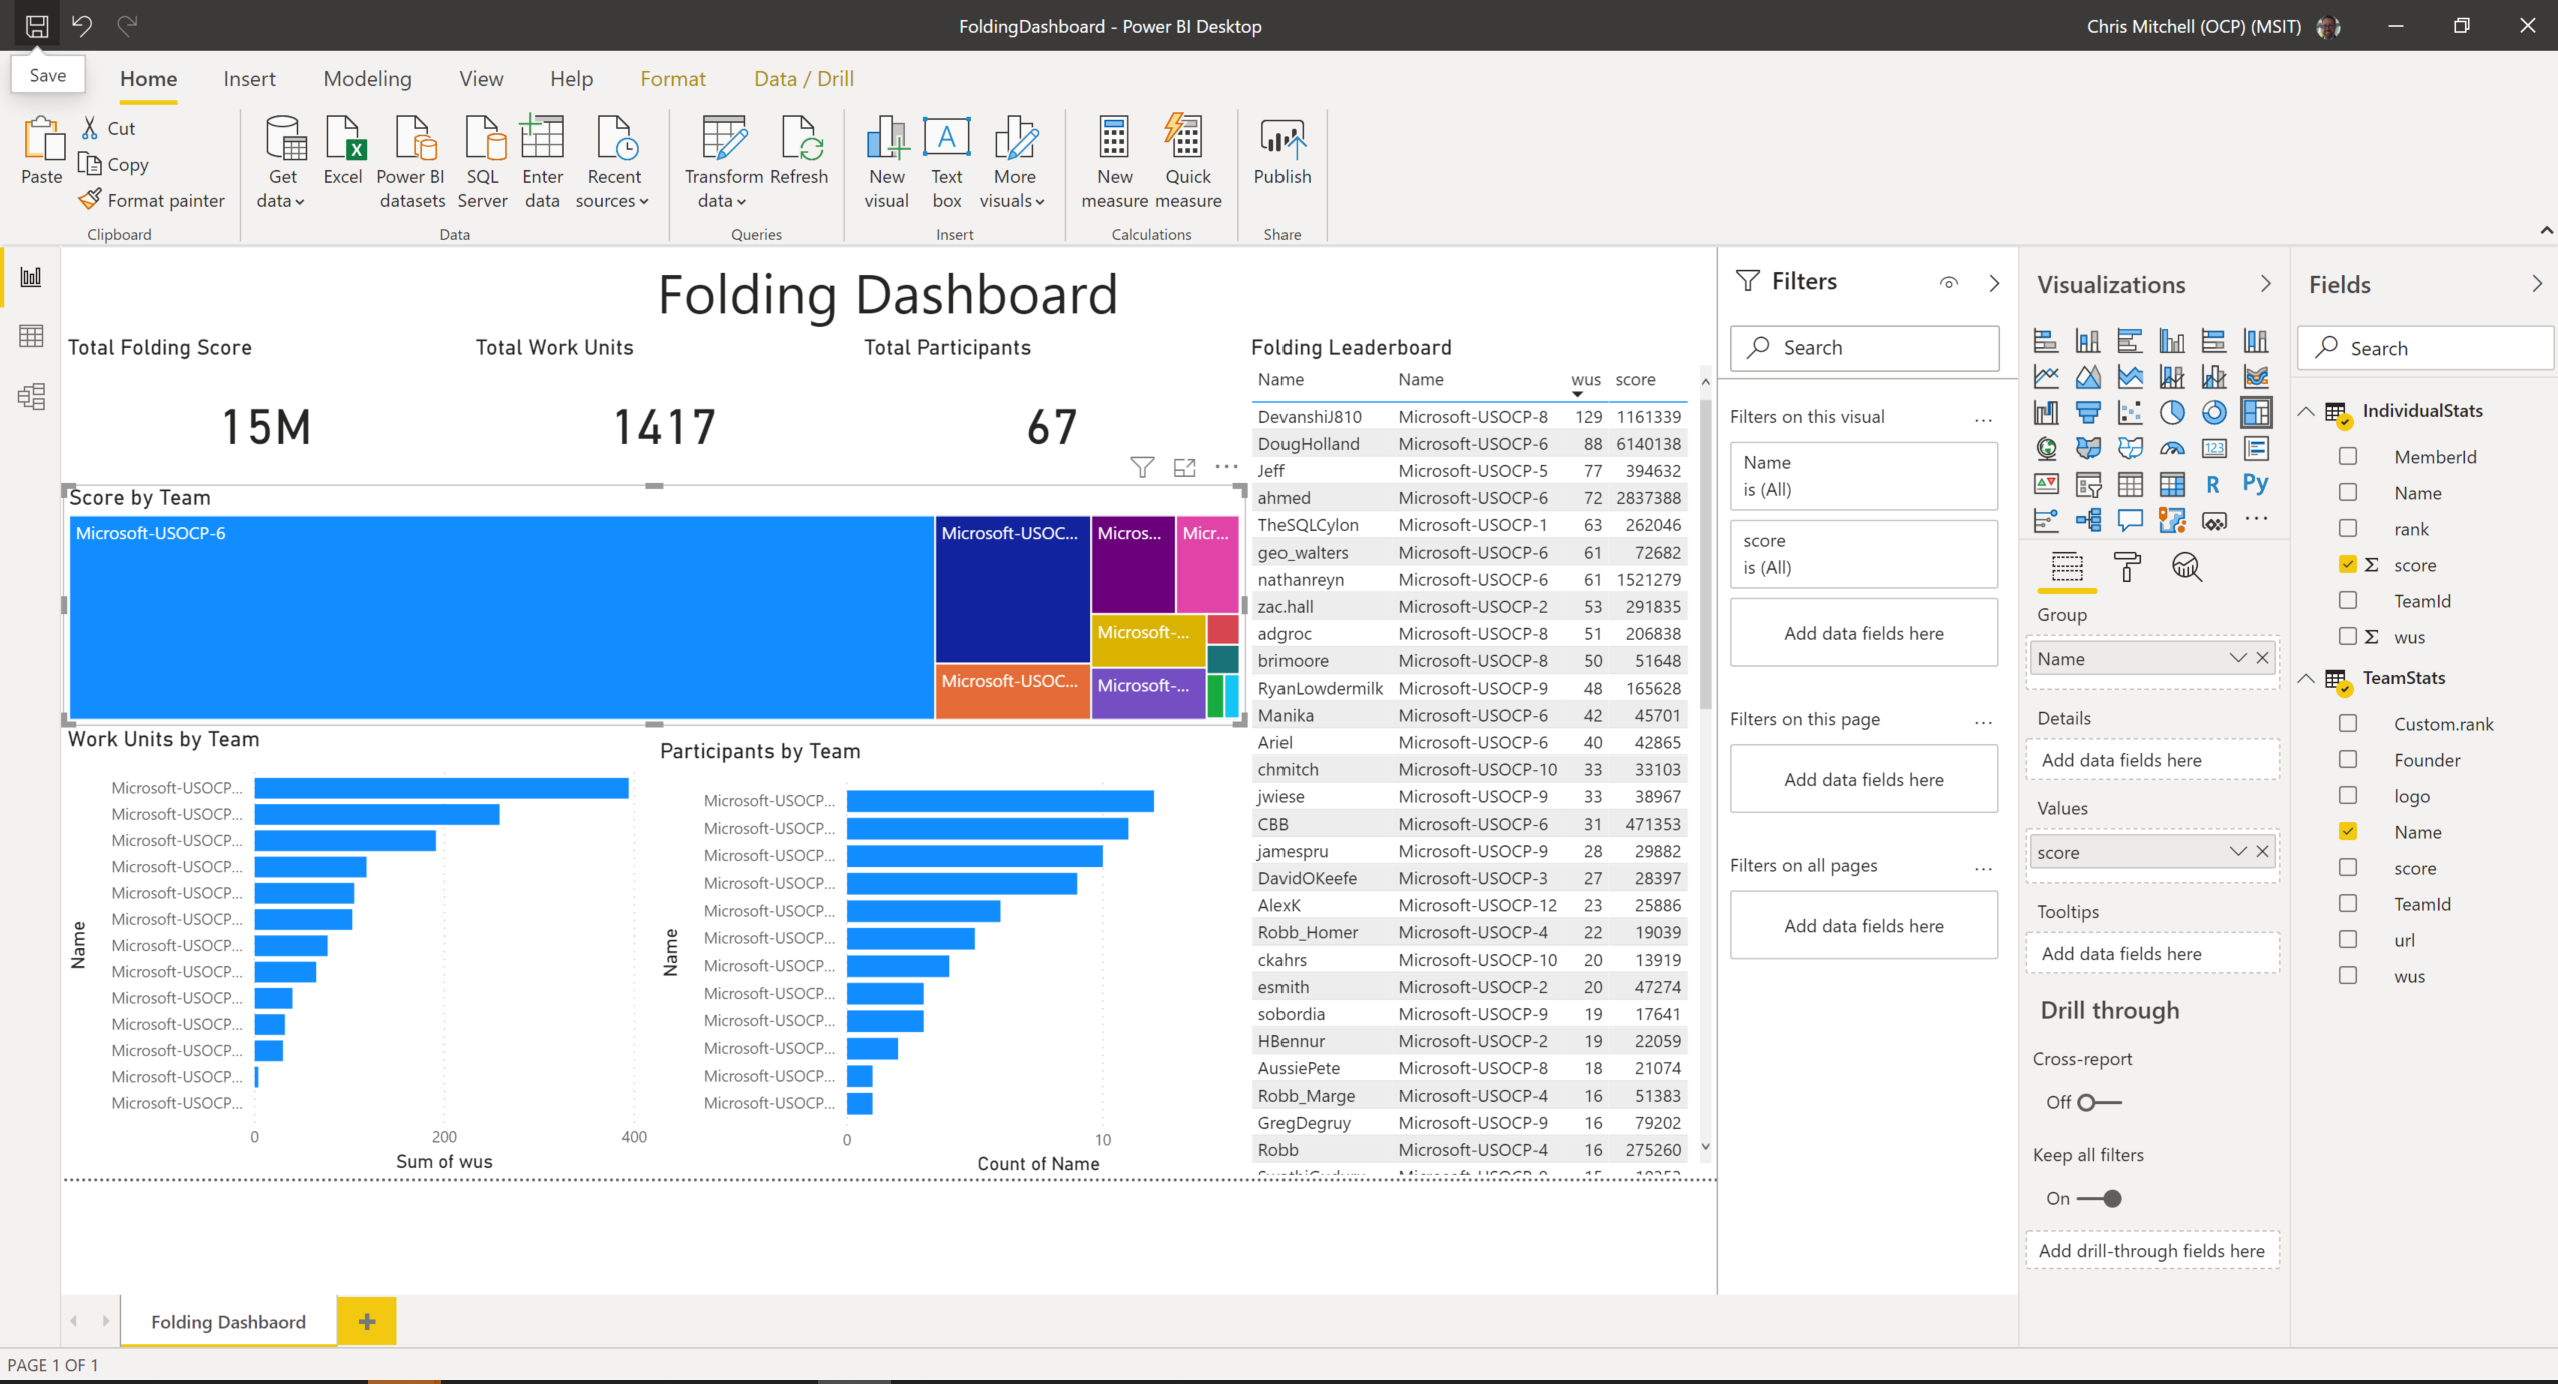 FoldingDashboard - Power BI Desktop
Chris Mitchell (OCP) (MSIT)
Save
Home Insert Modeling View Help Format Data / Drill
Paste
Cut
Copy
Format painter
Clipboard
Get data
Excel
Power BI datasets
SQL Server
Enter data
Recent sources
Data
Transform data
Refresh
Queries
New visual
A
Text box
More visuals
Insert
New measure
Quick measure
Calculations
Publish
Share
Folding Dashboard
Total Folding Score
15M
Total Work Units
1417
Total Participants
67
Score by Team
Microsoft-USOCP-6
Microsoft-USOC...
Micros...
Micr...
Microsoft-...
Microsoft-USOC...
Microsoft-...
Work Units by Team
Name
Microsoft-USOCP...
Microsoft-USOCP...
Microsoft-USOCP...
Microsoft-USOCP...
Microsoft-USOCP...
Microsoft-USOCP...
Microsoft-USOCP...
Microsoft-USOCP...
Microsoft-USOCP...
Microsoft-USOCP...
Microsoft-USOCP...
Microsoft-USOCP...
Microsoft-USOCP...
0 200 400
Sum of wus
Participants by Team
Name
Microsoft-USOCP...
Microsoft-USOCP...
Microsoft-USOCP...
Microsoft-USOCP...
Microsoft-USOCP...
Microsoft-USOCP...
Microsoft-USOCP...
Microsoft-USOCP...
Microsoft-USOCP...
Microsoft-USOCP...
Microsoft-USOCP...
Microsoft-USOCP...
0 10
Count of Name
Folding Leaderboard
Name Name wus score
DevanshiJ810 Microsoft-USOCP-8 129 1161339
DougHolland Microsoft-USOCP-6 88 6140138
Jeff Microsoft-USOCP-5 77 394632
ahmed Microsoft-USOCP-6 72 2837388
TheSQLCylon Microsoft-USOCP-1 63 262046
geo_walters Microsoft-USOCP-6 61 72682
nathanreyn Microsoft-USOCP-6 61 1521279
zac.hall Microsoft-USOCP-2 53 291835
adgroc Microsoft-USOCP-8 51 206838
brimoore Microsoft-USOCP-8 50 51648
RyanLowdermilk Microsoft-USOCP-9 48 165628
Manika Microsoft-USOCP-6 42 45701
Ariel Microsoft-USOCP-6 40 42865
chmitch Microsoft-USOCP-10 33 33103
jwiese Microsoft-USOCP-9 33 38967
CBB Microsoft-USOCP-6 31 471353
jamespru Microsoft-USOCP-9 28 29882
DavidOKeefe Microsoft-USOCP-3 27 28397
AlexK Microsoft-USOCP-12 23 25886
Robb_Homer Microsoft-USOCP-4 22 19039
ckahrs Microsoft-USOCP-10 20 13919
esmith Microsoft-USOCP-2 20 47274
sobordia Microsoft-USOCP-9 19 17641
HBennur Microsoft-USOCP-2 19 22059
AussiePete Microsoft-USOCP-8 18 21074
Robb_Marge Microsoft-USOCP-4 16 51383
GregDegruy Microsoft-USOCP-9 16 79202
Robb Microsoft-USOCP-4 16 275260
Filters
Search
Filters on this visual ...
Name
is (All)
score
is (All)
Add data fields here
Filters on this page ...
Add data fields here
Filters on all pages ...
Add data fields here
Visualizations
123
R Py
...
Group
Name
Details
Add data fields here
Values
score
Tooltips
Add data fields here
Drill through
Cross-report
Off
Keep all filters
On
Add drill-through fields here
Fields
Search
IndividualStats
MemberId
Name
rank
Σ score
TeamId
Σ wus
TeamStats
Custom.rank
Founder
logo
Name
score
TeamId
url
wus
Folding Dashbaord
+
PAGE 1 OF 1